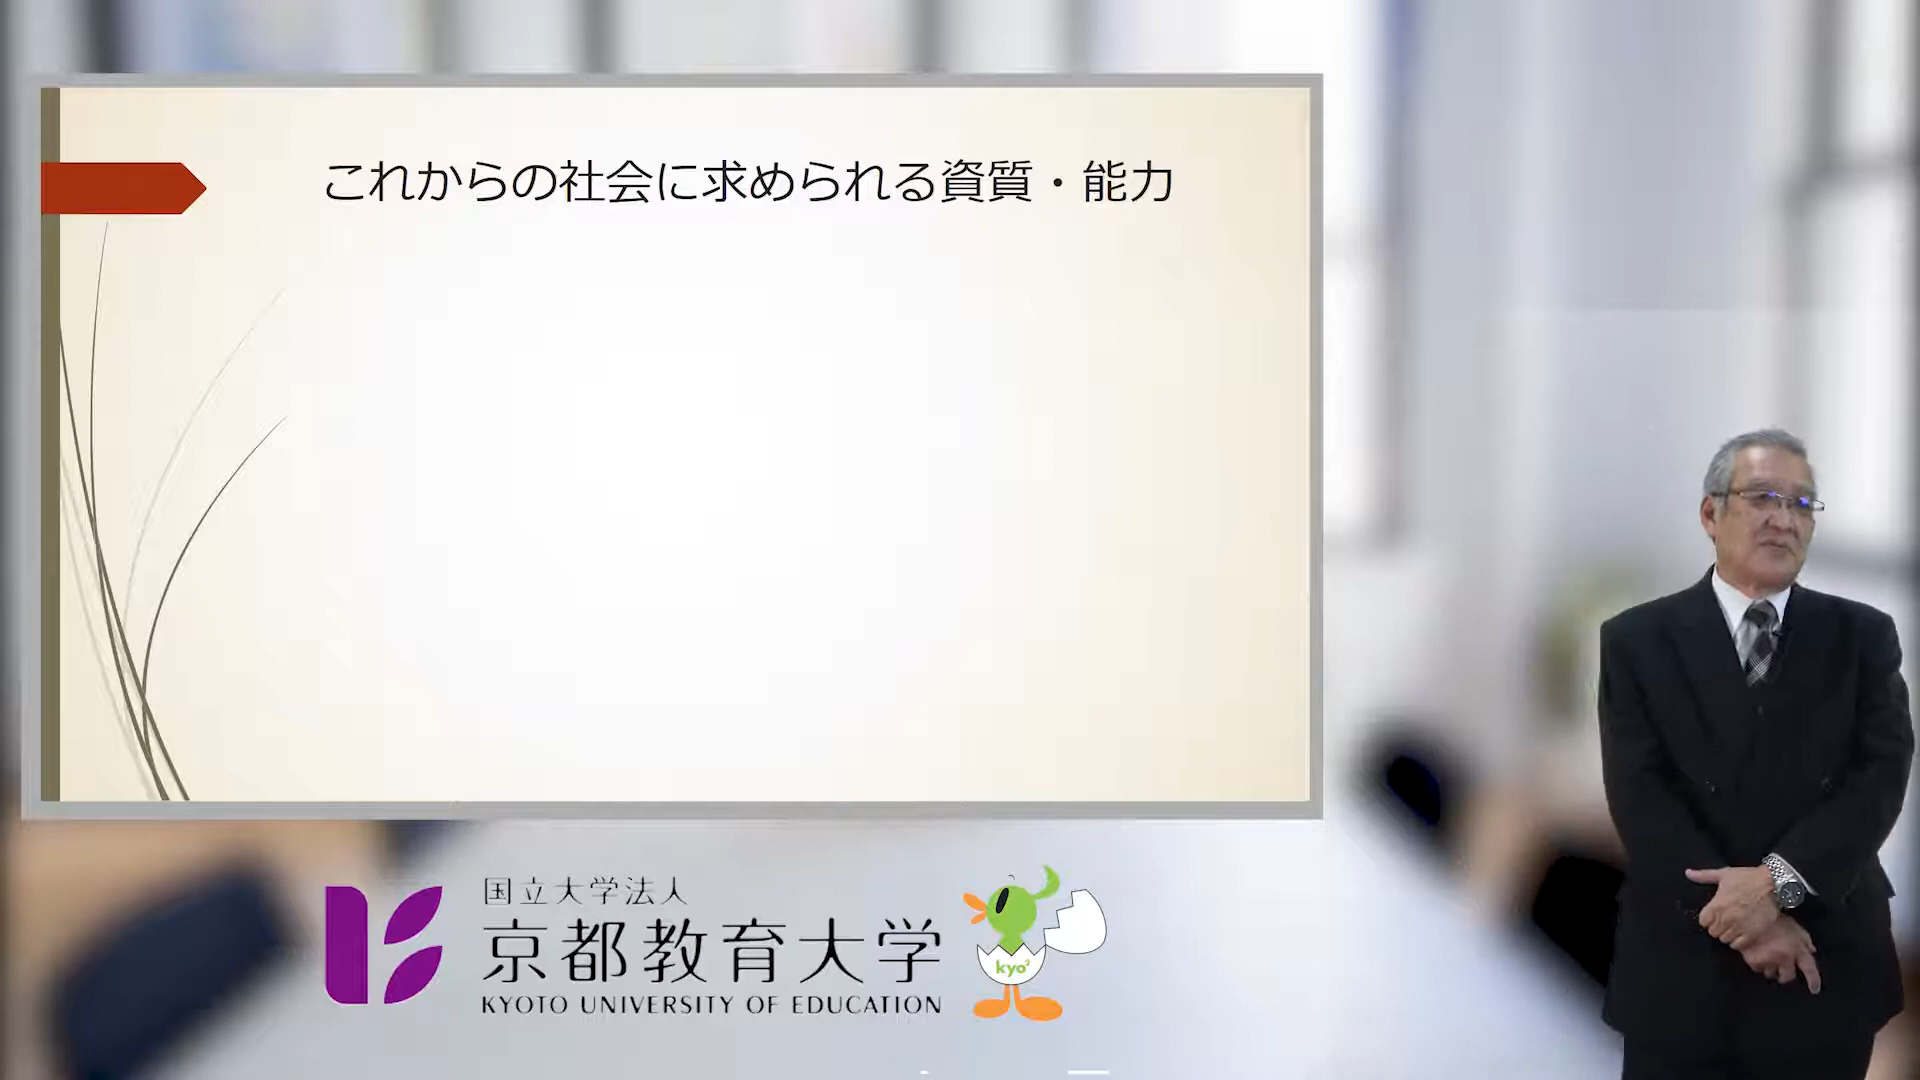 これからの社会に求められる資質・能力
国立大学法人
京都教育大学
KYOTO UNIVERSITY OF EDUCATION
kyo²